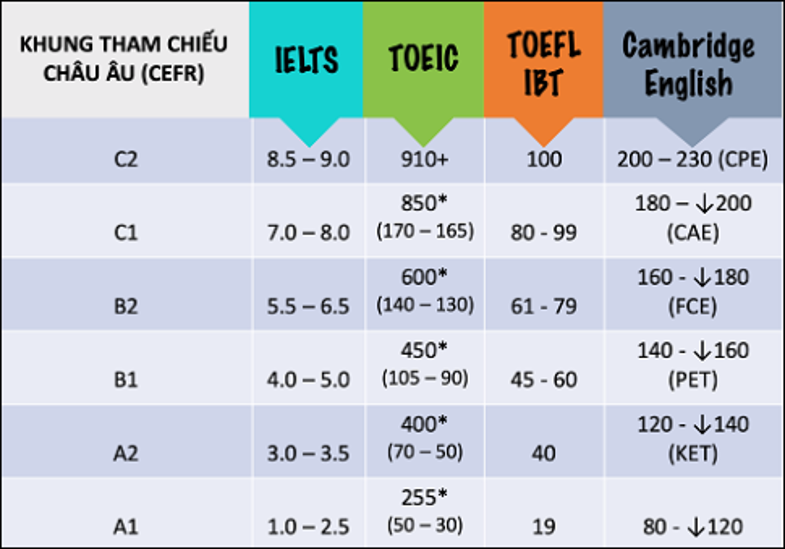 KHUNG THAM CHIẾU
CHÂU ÂU (CEFR)
IELTS
TOEIC
TOEFL
IBT
Cambridge
English
C2 8.5 – 9.0 910+ 100 200 – 230 (CPE)
C1 7.0 – 8.0 850* (170 – 165) 80 - 99 180 – ↓200 (CAE)
B2 5.5 – 6.5 600* (140 – 130) 61 - 79 160 - ↓180 (FCE)
B1 4.0 – 5.0 450* (105 – 90) 45 - 60 140 - ↓160 (PET)
A2 3.0 – 3.5 400* (70 – 50) 40 120 - ↓140 (KET)
A1 1.0 – 2.5 255* (50 – 30) 19 80 - ↓120